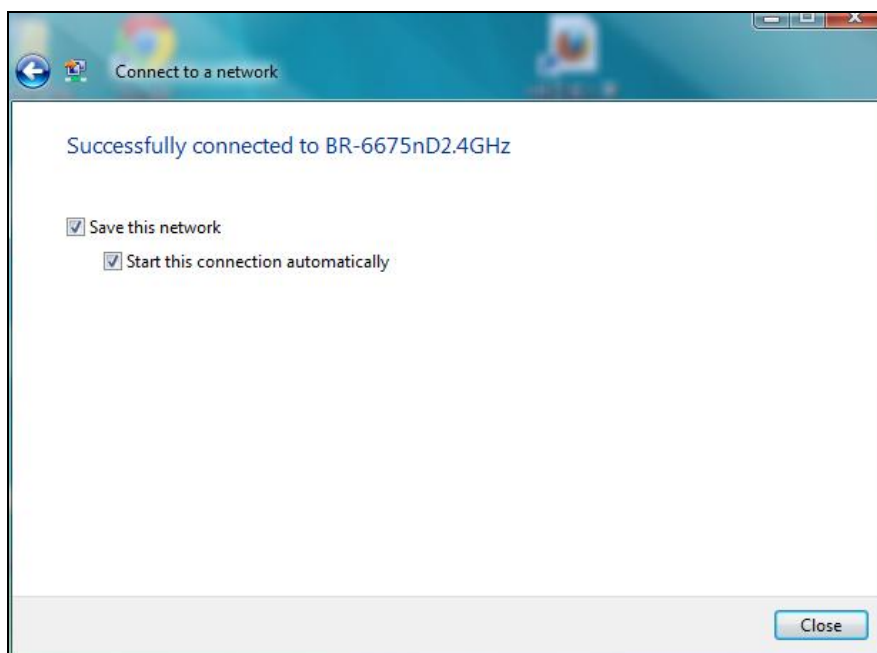 Connect to a network
Successfully connected to BR-6675nD2.4GHz
Save this network
Start this connection automatically
Close